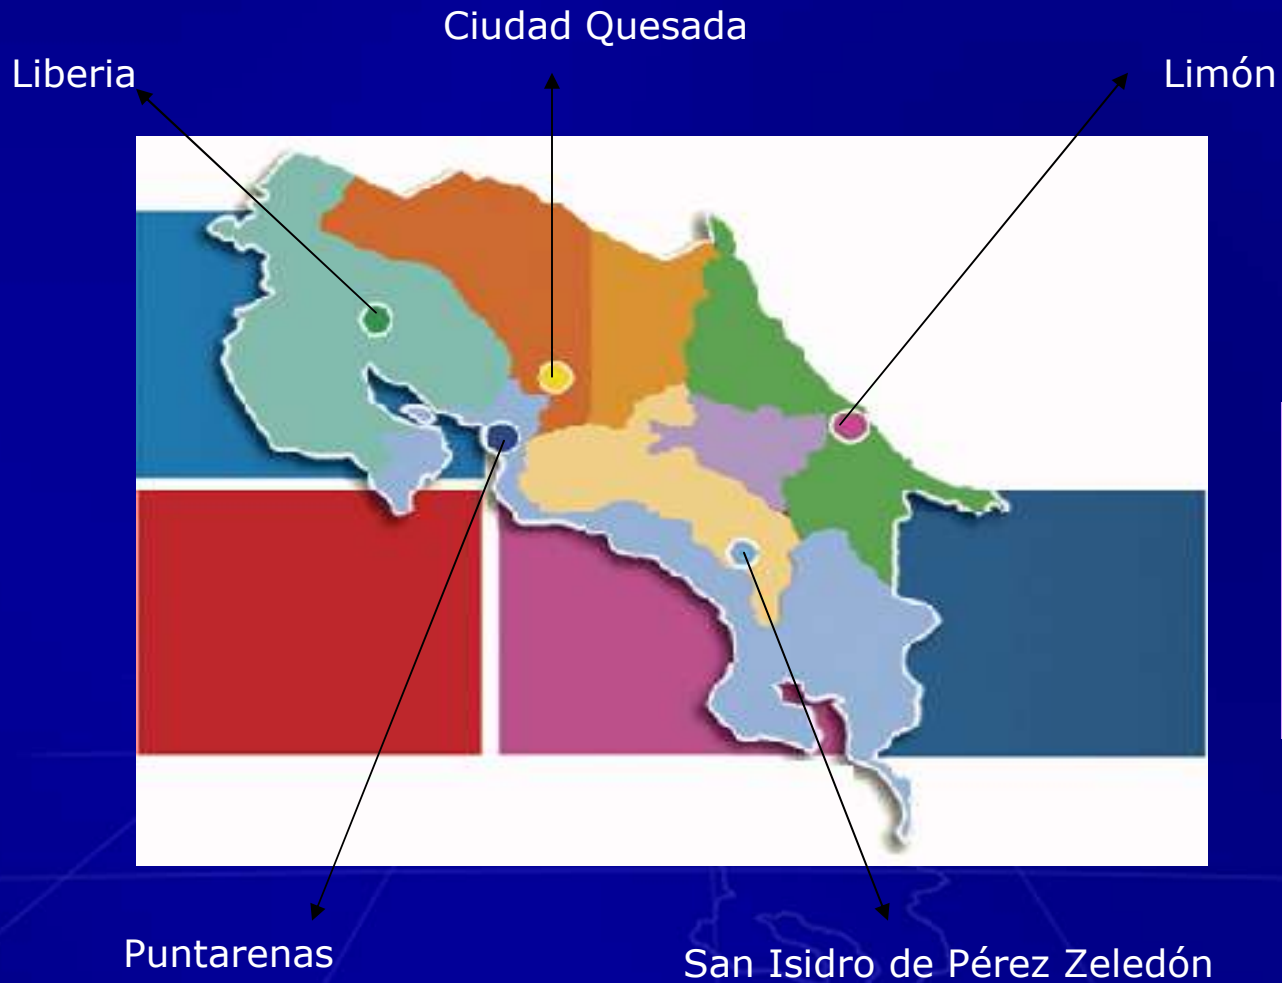 Ciudad Quesada
Liberia
Limón
Puntarenas
San Isidro de Pérez Zeledón